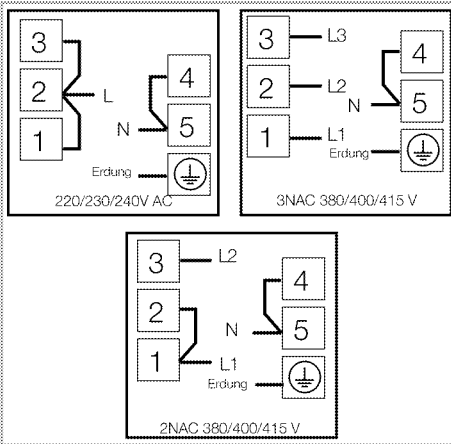 3
2
L
1
4
N
5
Erdung
220/230/240V AC
3
L3
2
L2
1
L1
4
N
5
Erdung
3NAC 380/400/415 V
3
L2
2
1
L1
4
N
5
Erdung
2NAC 380/400/415 V